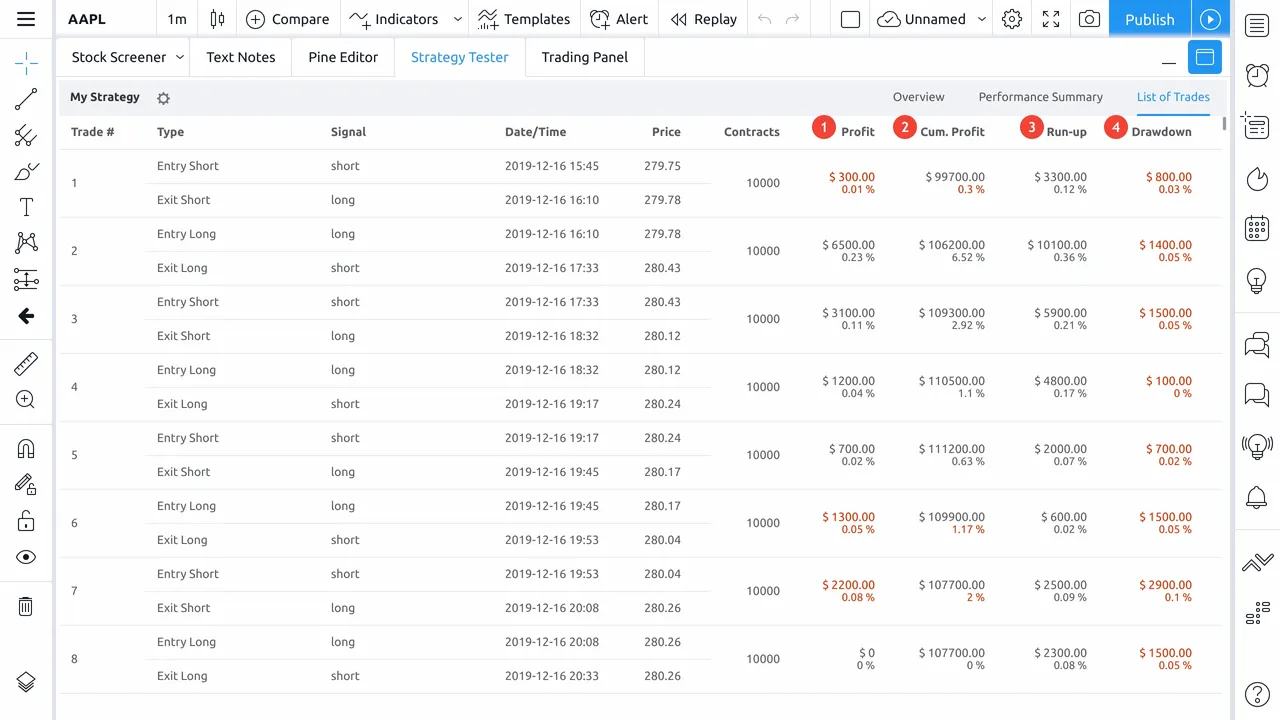 AAPL 1m Compare Indicators Templates Alert Replay Unnamed Publish
Stock Screener Text Notes Pine Editor Strategy Tester Trading Panel
My Strategy Overview Performance Summary List of Trades
Trade # Type Signal Date/Time Price Contracts 1 Profit 2 Cum. Profit 3 Run-up 4 Drawdown
1 Entry Short short 2019-12-16 15:45 279.75 10000 $ 300.00 $ 99700.00 $ 3300.00 $ 800.00
0.01 % 0.3 % 0.12 % 0.03 %
Exit Short long 2019-12-16 16:10 279.78
2 Entry Long long 2019-12-16 16:10 279.78 10000 $ 6500.00 $ 106200.00 $ 10100.00 $ 1400.00
0.23 % 6.52 % 0.36 % 0.05 %
Exit Long short 2019-12-16 17:33 280.43
3 Entry Short short 2019-12-16 17:33 280.43 10000 $ 3100.00 $ 109300.00 $ 5900.00 $ 1500.00
0.11 % 2.92 % 0.21 % 0.05 %
Exit Short long 2019-12-16 18:32 280.12
4 Entry Long long 2019-12-16 18:32 280.12 10000 $ 1200.00 $ 110500.00 $ 4800.00 $ 100.00
0.04 % 1.1 % 0.17 % 0 %
Exit Long short 2019-12-16 19:17 280.24
5 Entry Short short 2019-12-16 19:17 280.24 10000 $ 700.00 $ 111200.00 $ 2000.00 $ 700.00
0.02 % 0.63 % 0.07 % 0.02 %
Exit Short long 2019-12-16 19:45 280.17
6 Entry Long long 2019-12-16 19:45 280.17 10000 $ 1300.00 $ 109900.00 $ 600.00 $ 1500.00
0.05 % 1.17 % 0.02 % 0.05 %
Exit Long short 2019-12-16 19:53 280.04
7 Entry Short short 2019-12-16 19:53 280.04 10000 $ 2200.00 $ 107700.00 $ 2500.00 $ 2900.00
0.08 % 2 % 0.09 % 0.1 %
Exit Short long 2019-12-16 20:08 280.26
8 Entry Long long 2019-12-16 20:08 280.26 10000 $ 0 $ 107700.00 $ 2300.00 $ 1500.00
0 % 0 % 0.08 % 0.05 %
Exit Long short 2019-12-16 20:33 280.26